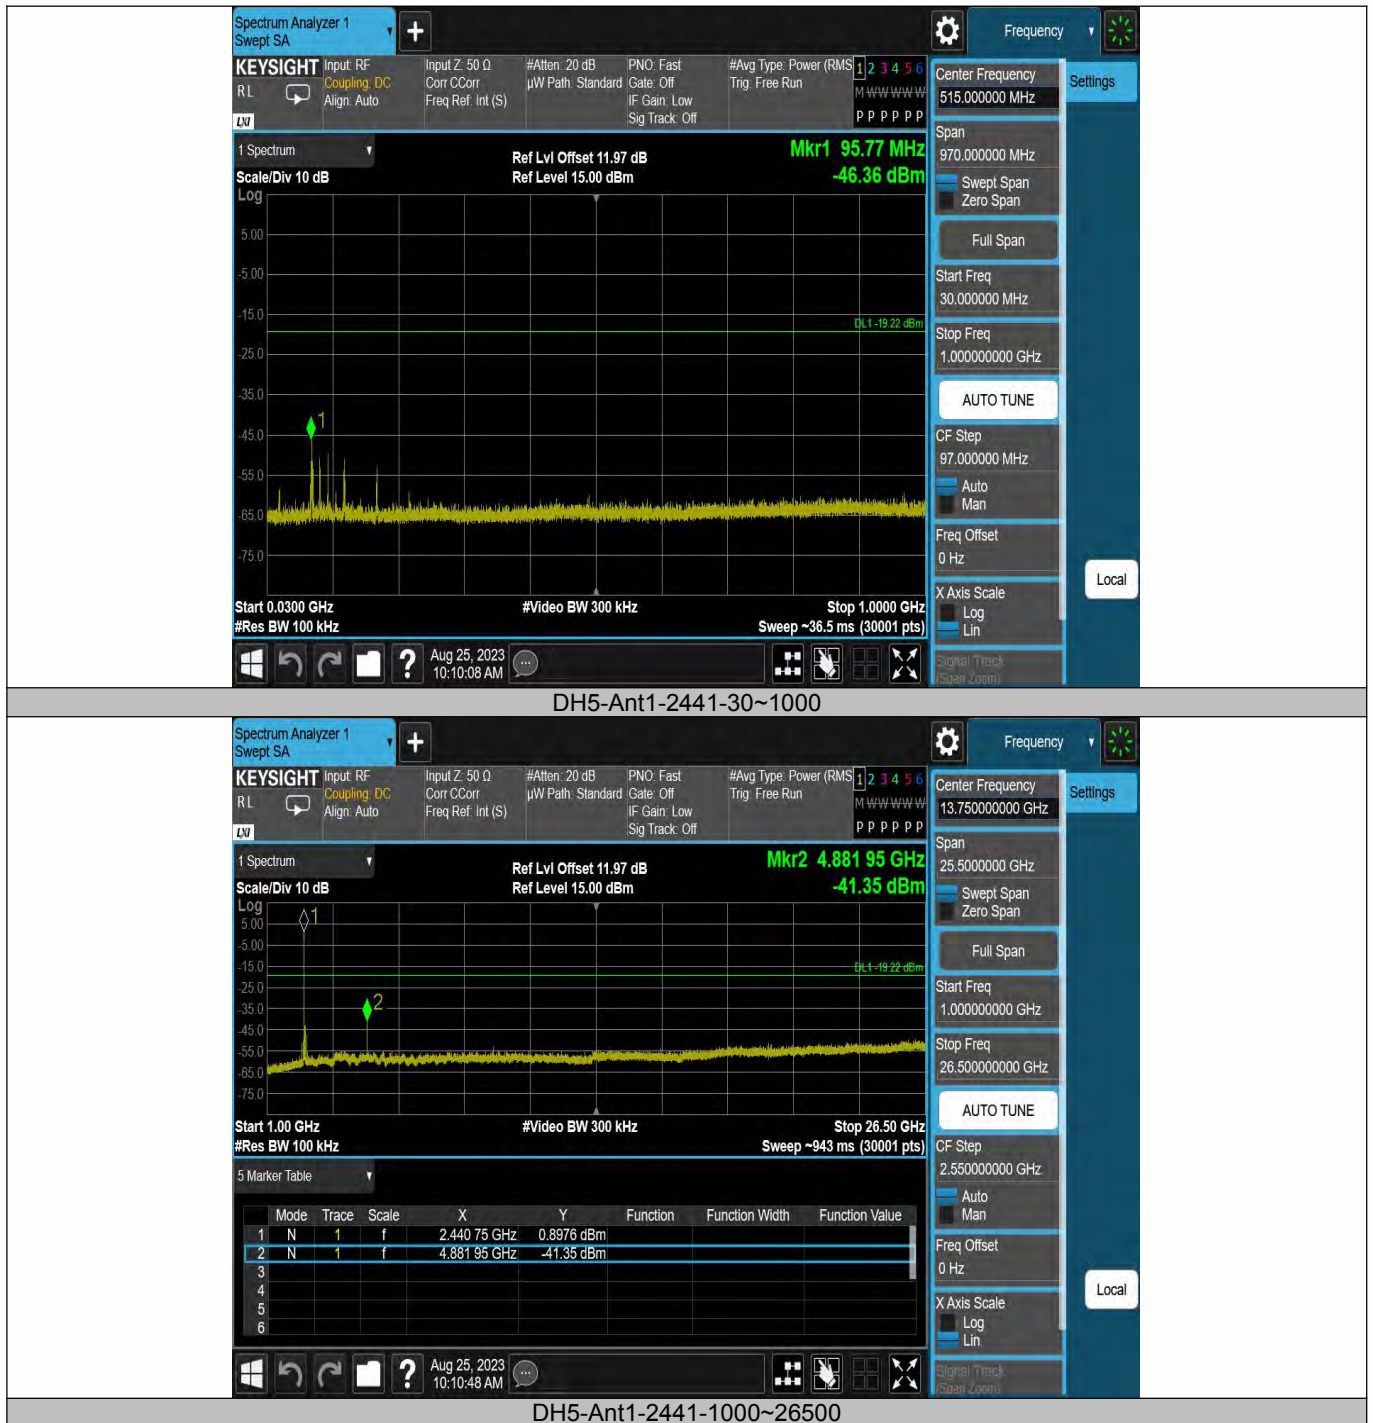 Spectrum Analyzer 1
Swept SA
+
Frequency
KEYSIGHT
RL
LXI
Input: RF
Coupling: DC
Align: Auto
Input Z: 50 Ω
Corr CCorr
Freq Ref: Int (S)
#Atten: 20 dB
µW Path: Standard
PNO: Fast
Gate: Off
IF Gain: Low
Sig Track: Off
#Avg Type: Power (RMS
Trig: Free Run
1 2 3 4 5 6
M W W W W W
P P P P P P
1 Spectrum
Scale/Div 10 dB
Ref Lvl Offset 11.97 dB
Ref Level 15.00 dBm
Mkr1 95.77 MHz
-46.36 dBm
Log
5.00
-5.00
-15.0
DL1 -19.22 dBm
-25.0
-35.0
1
-45.0
-55.0
-65.0
-75.0
Start 0.0300 GHz
#Res BW 100 kHz
#Video BW 300 kHz
Stop 1.0000 GHz
Sweep ~36.5 ms (30001 pts)
?
Aug 25, 2023
10:10:08 AM
Center Frequency
515.000000 MHz
Span
970.000000 MHz
Swept Span
Zero Span
Full Span
Start Freq
30.000000 MHz
Stop Freq
1.000000000 GHz
AUTO TUNE
CF Step
97.000000 MHz
Auto
Man
Freq Offset
0 Hz
X Axis Scale
Log
Lin
Signal Track
(Span Zoom)
Settings
Local
DH5-Ant1-2441-30~1000
Spectrum Analyzer 1
Swept SA
+
Frequency
KEYSIGHT
RL
LXI
Input: RF
Coupling: DC
Align: Auto
Input Z: 50 Ω
Corr CCorr
Freq Ref: Int (S)
#Atten: 20 dB
µW Path: Standard
PNO: Fast
Gate: Off
IF Gain: Low
Sig Track: Off
#Avg Type: Power (RMS
Trig: Free Run
1 2 3 4 5 6
M W W W W W
P P P P P P
1 Spectrum
Scale/Div 10 dB
Ref Lvl Offset 11.97 dB
Ref Level 15.00 dBm
Mkr2 4.881 95 GHz
-41.35 dBm
Log
1
5.00
-5.00
-15.0
DL1 -19.22 dBm
-25.0
2
-35.0
-45.0
-55.0
-65.0
-75.0
Start 1.00 GHz
#Res BW 100 kHz
#Video BW 300 kHz
Stop 26.50 GHz
Sweep ~943 ms (30001 pts)
5 Marker Table
Mode Trace Scale X Y Function Function Width Function Value
1 N 1 f 2.440 75 GHz 0.8976 dBm
2 N 1 f 4.881 95 GHz -41.35 dBm
3
4
5
6
?
Aug 25, 2023
10:10:48 AM
Center Frequency
13.750000000 GHz
Span
25.5000000 GHz
Swept Span
Zero Span
Full Span
Start Freq
1.000000000 GHz
Stop Freq
26.500000000 GHz
AUTO TUNE
CF Step
2.550000000 GHz
Auto
Man
Freq Offset
0 Hz
X Axis Scale
Log
Lin
Signal Track
(Span Zoom)
Settings
Local
DH5-Ant1-2441-1000~26500